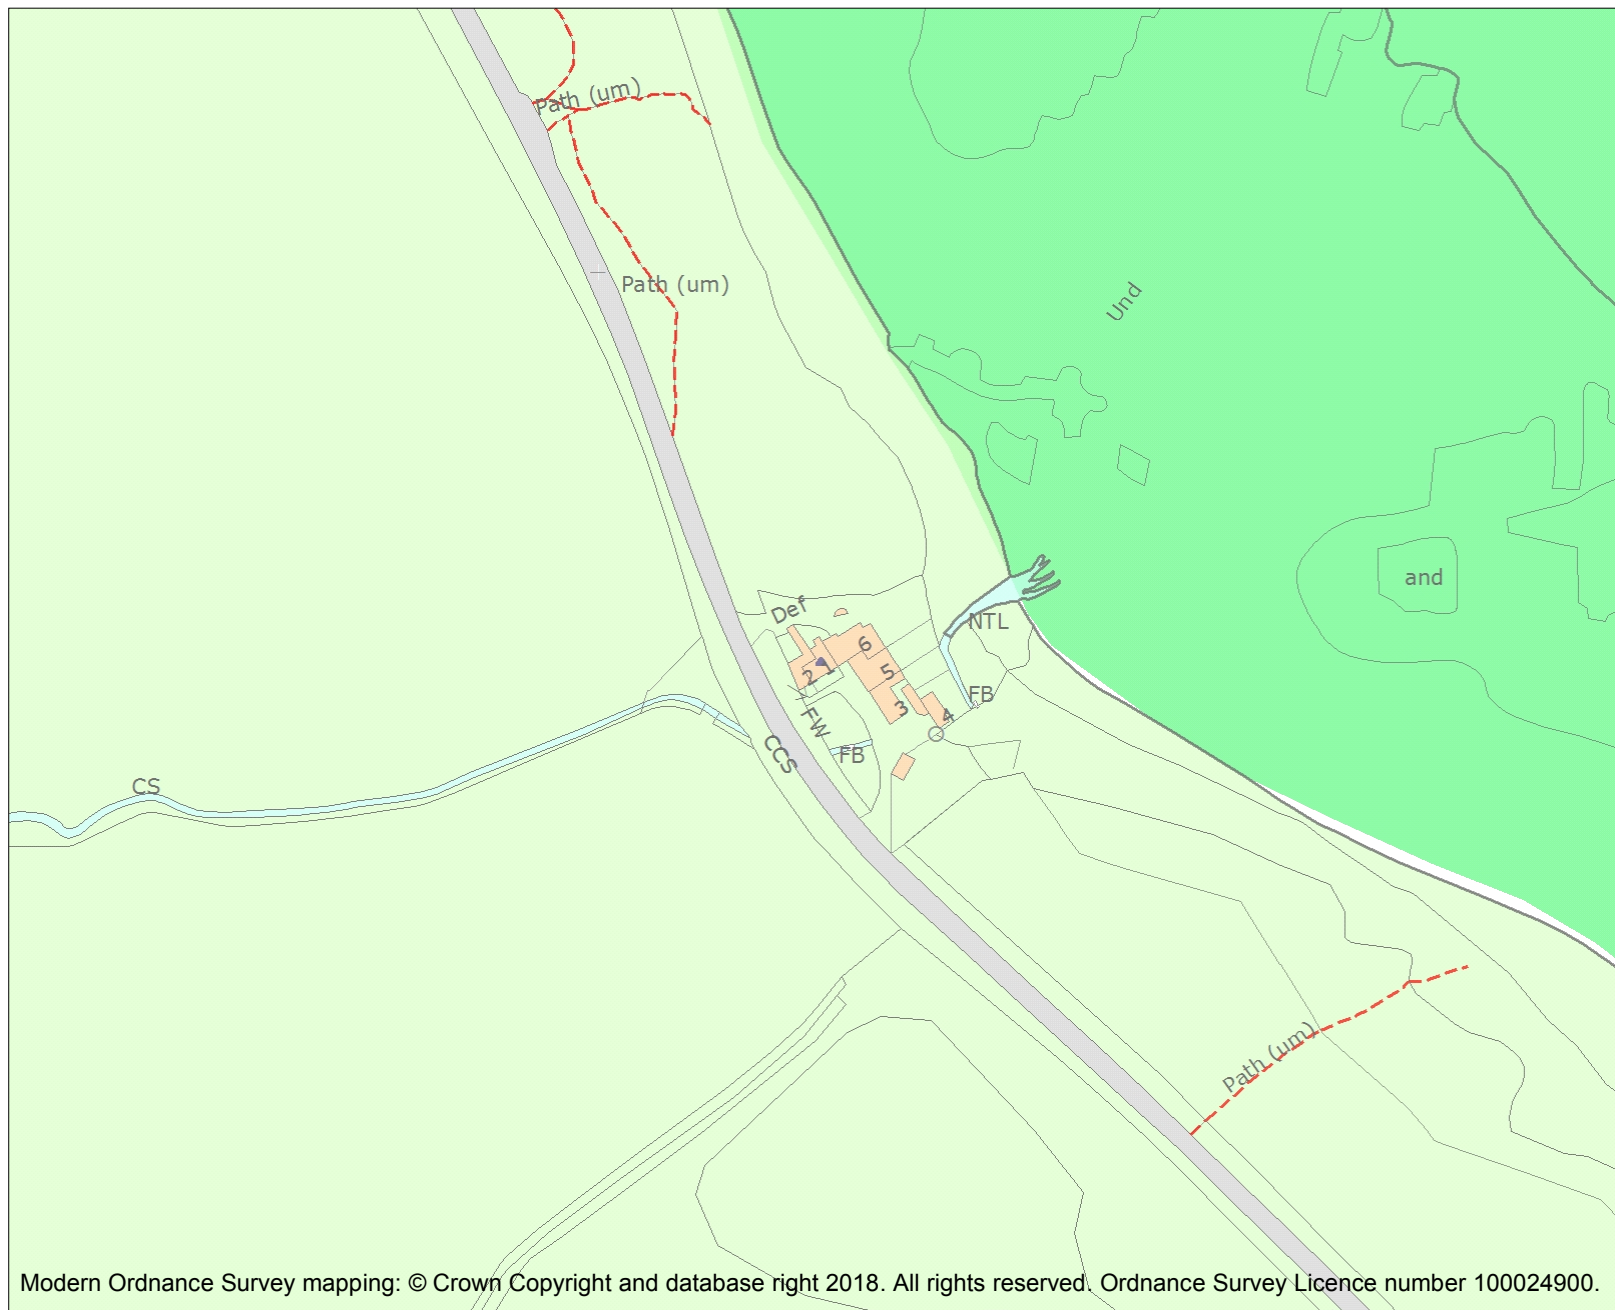 Path (um)
Path (um)
Und
and
Def
NTL
6
1
2
5
3
4
FB
FW
CCS
FB
CS
Path (um)
Modern Ordnance Survey mapping: © Crown Copyright and database right 2018. All rights reserved. Ordnance Survey Licence number 100024900.